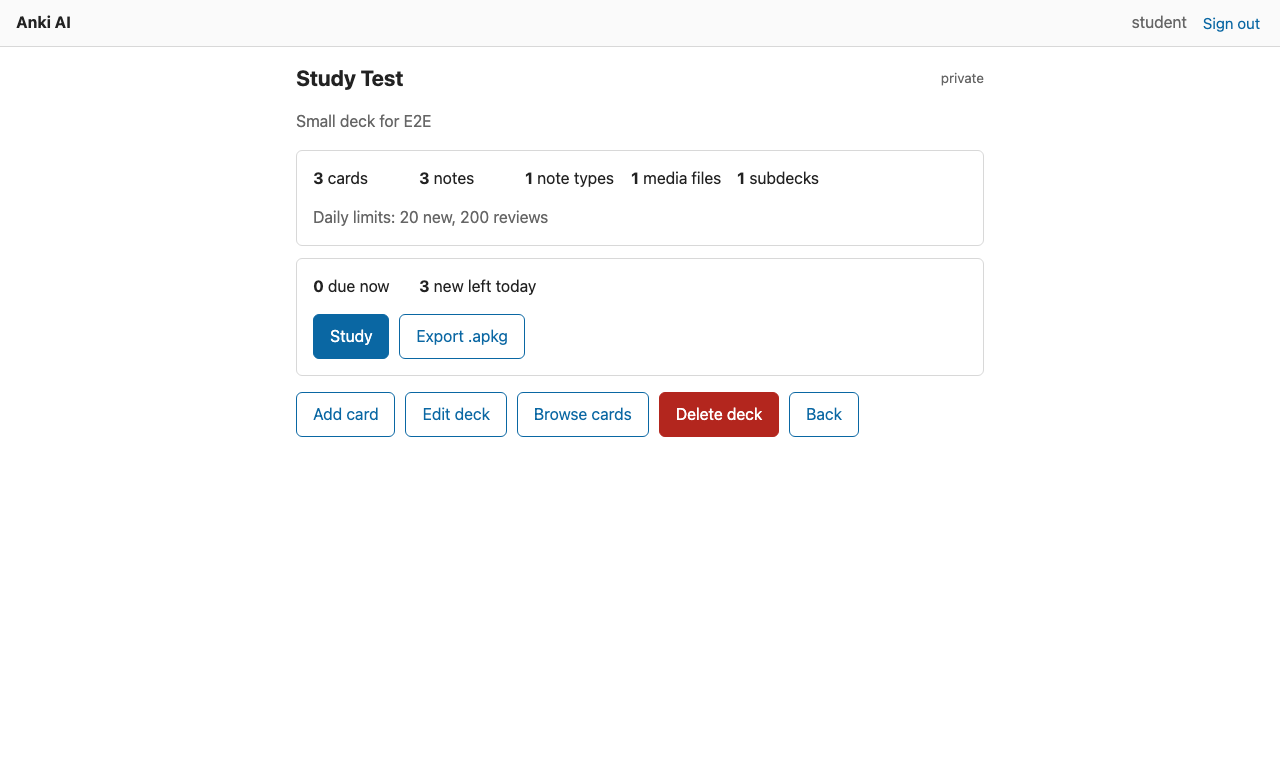 Anki AI
student Sign out
Study Test
private
Small deck for E2E
3 cards 3 notes 1 note types 1 media files 1 subdecks
Daily limits: 20 new, 200 reviews
0 due now 3 new left today
Study Export .apkg
Add card Edit deck Browse cards Delete deck Back